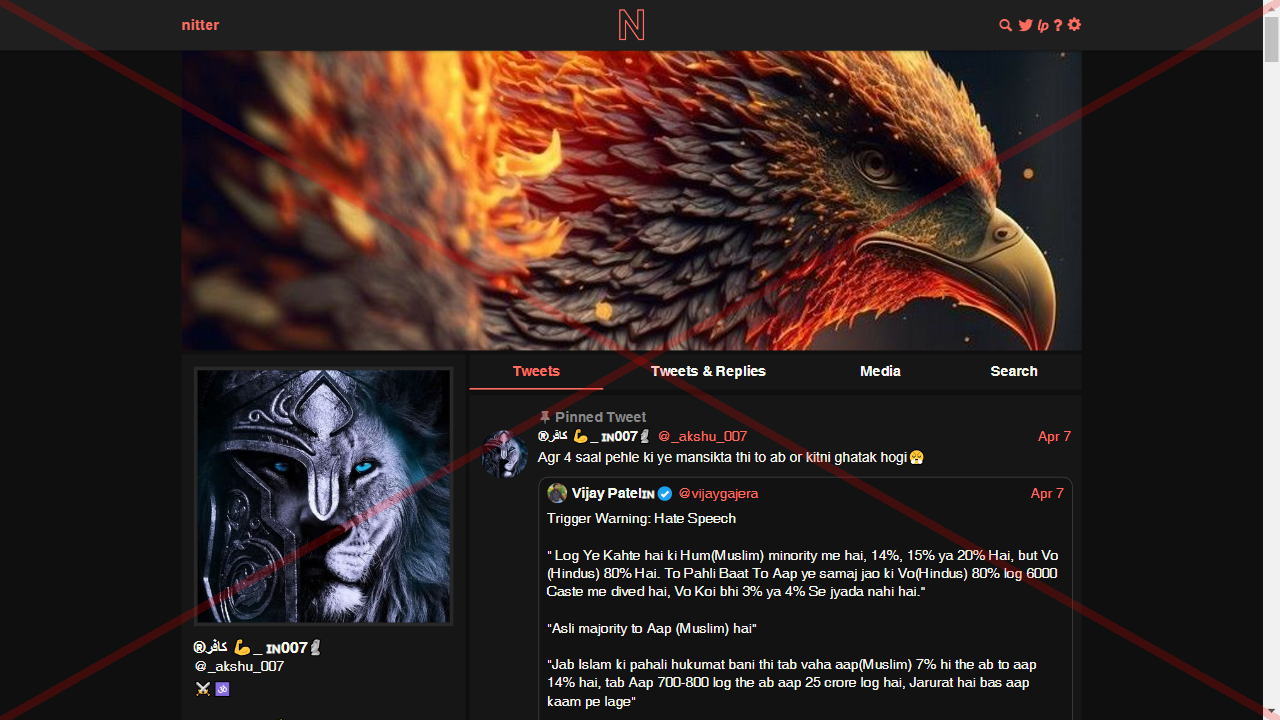 nitter
N
lp ?
Tweets Tweets & Replies Media Search
Pinned Tweet
®کافر 💪_ ɪɴ007 @_akshu_007 Apr 7
Agr 4 saal pehle ki ye mansikta thi to ab or kitni ghatak hogi😤
Vijay Patelɪɴ @vijaygajera Apr 7
Trigger Warning: Hate Speech
" Log Ye Kahte hai ki Hum(Muslim) minority me hai, 14%, 15% ya 20% Hai, but Vo
(Hindus) 80% Hai. To Pahli Baat To Aap ye samaj jao ki Vo(Hindus) 80% log 6000
Caste me dived hai, Vo Koi bhi 3% ya 4% Se jyada nahi hai."
"Asli majority to Aap (Muslim) hai"
"Jab Islam ki pahali hukumat bani thi tab vaha aap(Muslim) 7% hi the ab to aap
14% hai, tab Aap 700-800 log the ab aap 25 crore log hai, Jarurat hai bas aap
kaam pe lage"
®کافر 💪_ ɪɴ007
@_akshu_007
⚔️🕉️